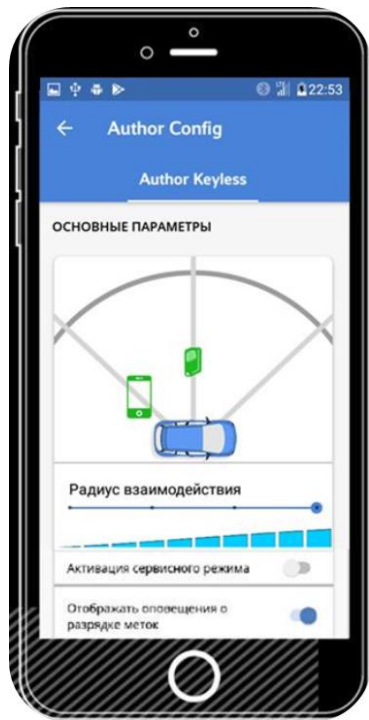 22:53
Author Config
Author Keyless
ОСНОВНЫЕ ПАРАМЕТРЫ
Радиус взаимодействия
Активация сервисного режима
Отображать оповещения о
разрядке меток